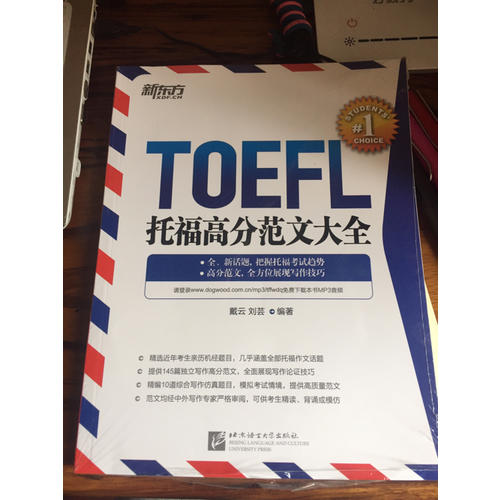 新东方
XDF.CN
STUDENTS'
#1
CHOICE
TOEFL
托福高分范文大全
全、新话题, 把握托福考试趋势
高分范文, 全方位展现写作技巧
请登录www.dogwood.com.cn/mp3/tffwdq免费下载本书MP3音频
戴云 刘芸 编著
精选近年考生亲历机经题目，几乎涵盖全部托福作文话题
提供145篇独立写作高分范文，全面展现写作论证技巧
精编10道综合写作仿真题目，模拟考试情境，提供高质量范文
范文均经中外写作专家严格审阅，可供考生精读、背诵或模仿
北京语言大学出版社
BEIJING LANGUAGE AND CULTURE
UNIVERSITY PRESS